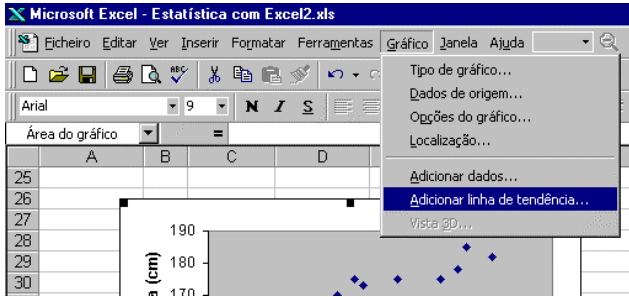 Microsoft Excel - Estatística com Excel2.xls
Ficheiro Editar Ver Inserir Formatar Ferramentas Gráfico Janela Ajuda
Tipo de gráfico...
Dados de origem...
Opções do gráfico...
Localização...
Adicionar dados...
Adicionar linha de tendência...
Vista 3D...
ABC
Arial 9 N I S
Área do gráfico =
A B C D
25
26
27
28
29
30
190
180
170
(cm)